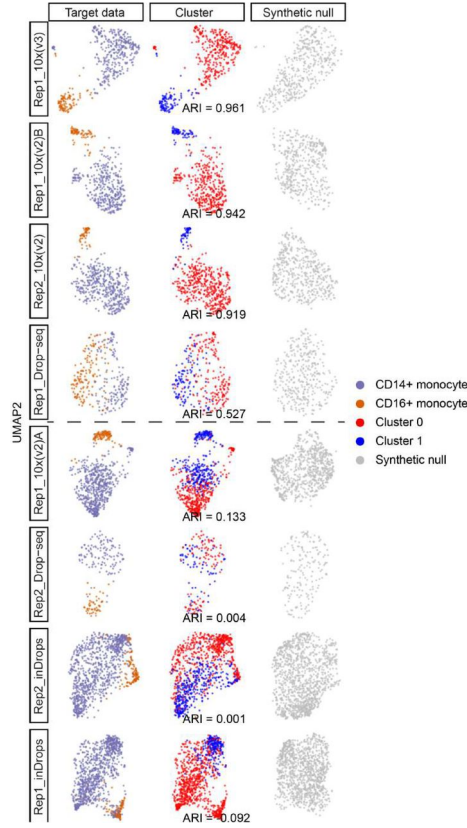 Target data
Cluster
Synthetic null
Rep1_10x(v3)
ARI = 0.961
Rep1_10x(v2)B
ARI = 0.942
Rep2_10x(v2)
ARI = 0.919
Rep1_Drop-seq
ARI = 0.527
UMAP2
CD14+ monocyte
CD16+ monocyte
Cluster 0
Cluster 1
Synthetic null
Rep1_10x(v2)A
ARI = 0.133
Rep2_Drop-seq
ARI = 0.004
Rep2_inDrops
ARI = 0.001
Rep1_inDrops
ARI = -0.092